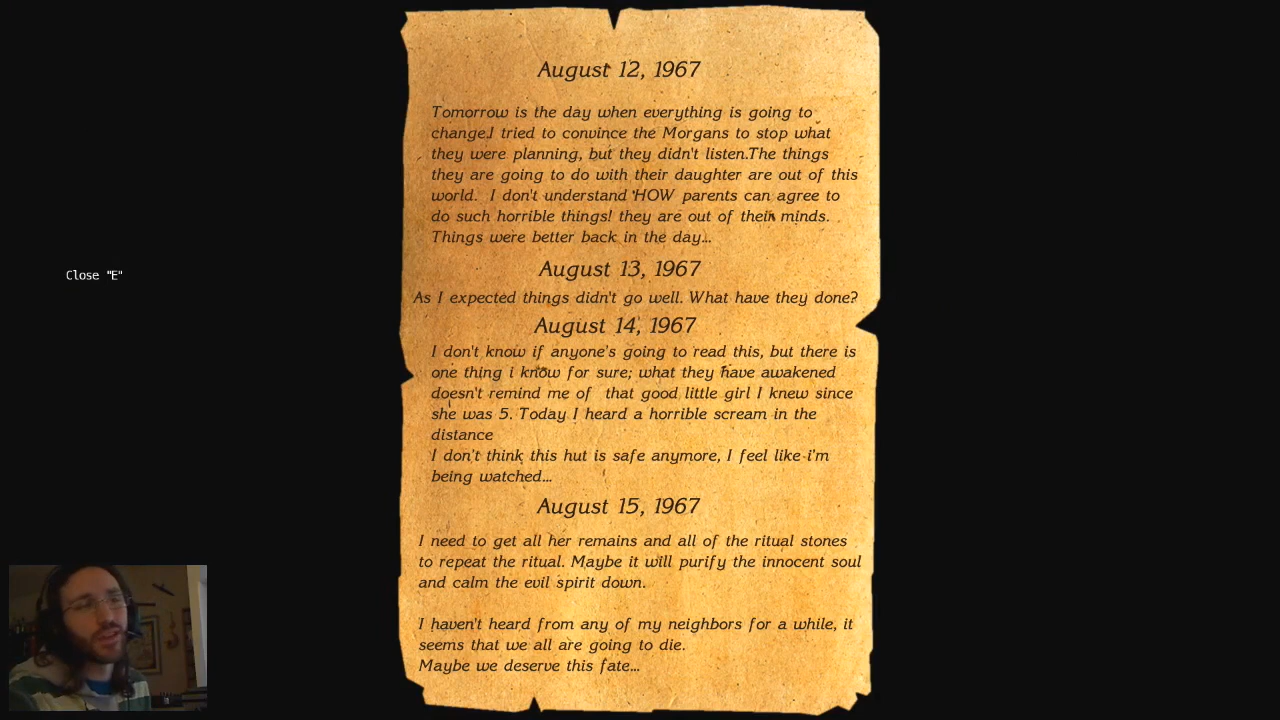 August 12, 1967
Tomorrow is the day when everything is going to
change.I tried to convince the Morgans to stop what
they were planning, but they didn't listen.The things
they are going to do with their daughter are out of this
world. I don't understand HOW parents can agree to
do such horrible things! they are out of their minds.
Things were better back in the day...
August 13, 1967
As I expected things didn't go well. What have they done?
August 14, 1967
I don't know if anyone's going to read this, but there is
one thing i know for sure; what they have awakened
doesn't remind me of that good little girl I knew since
she was 5. Today I heard a horrible scream in the
distance
Close "E"
I don't think this hut is safe anymore, I feel like i'm
being watched...
August 15, 1967
I need to get all her remains and all of the ritual stones
to repeat the ritual. Maybe it will purify the innocent soul
and calm the evil spirit down.
I haven't heard from any of my neighbors for a while, it
seems that we all are going to die.
Maybe we deserve this fate...